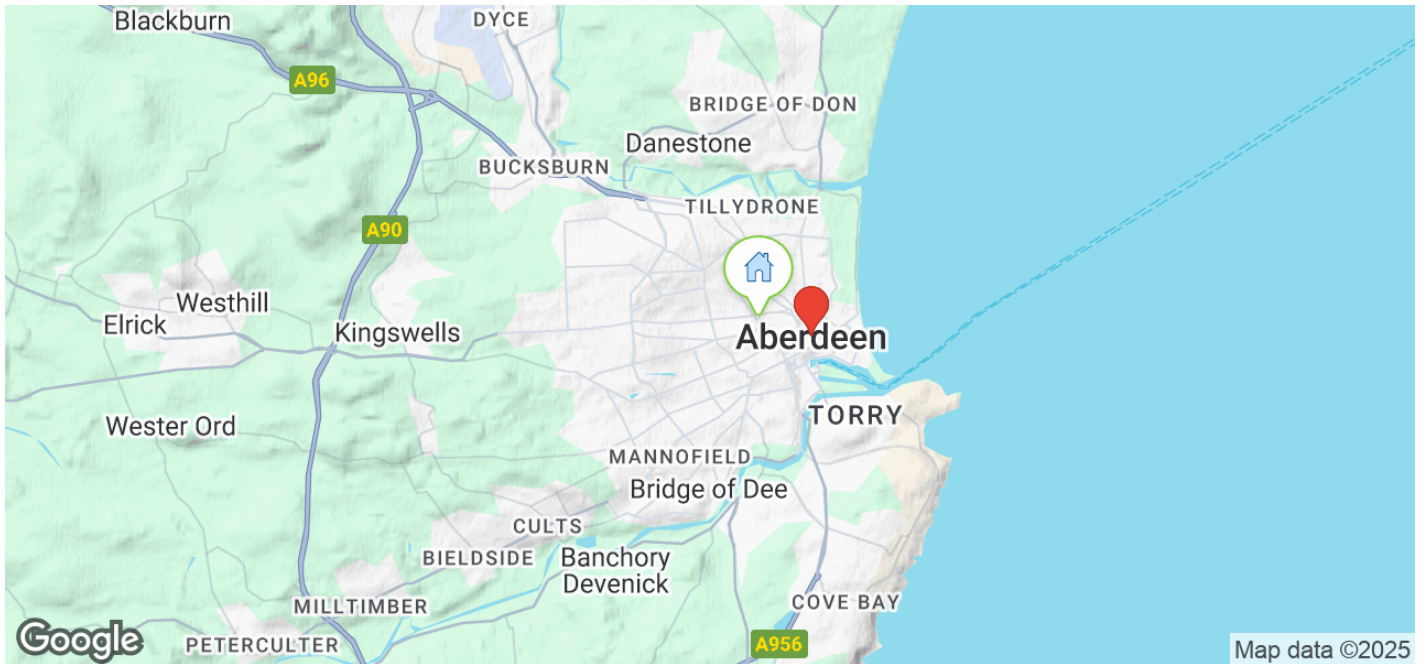 Blackburn
DYCE
A96
BRIDGE OF DON
Danestone
BUCKSBURN
TILLYDRONE
A90
Westhill
Elrick
Kingswells
Aberdeen
Wester Ord
TORRY
MANNOFIELD
Bridge of Dee
CULTS
BIELDSIDE
Banchory
Devenick
MILLTIMBER
COVE BAY
PETERCULTER
A956
Google
Map data ©2025